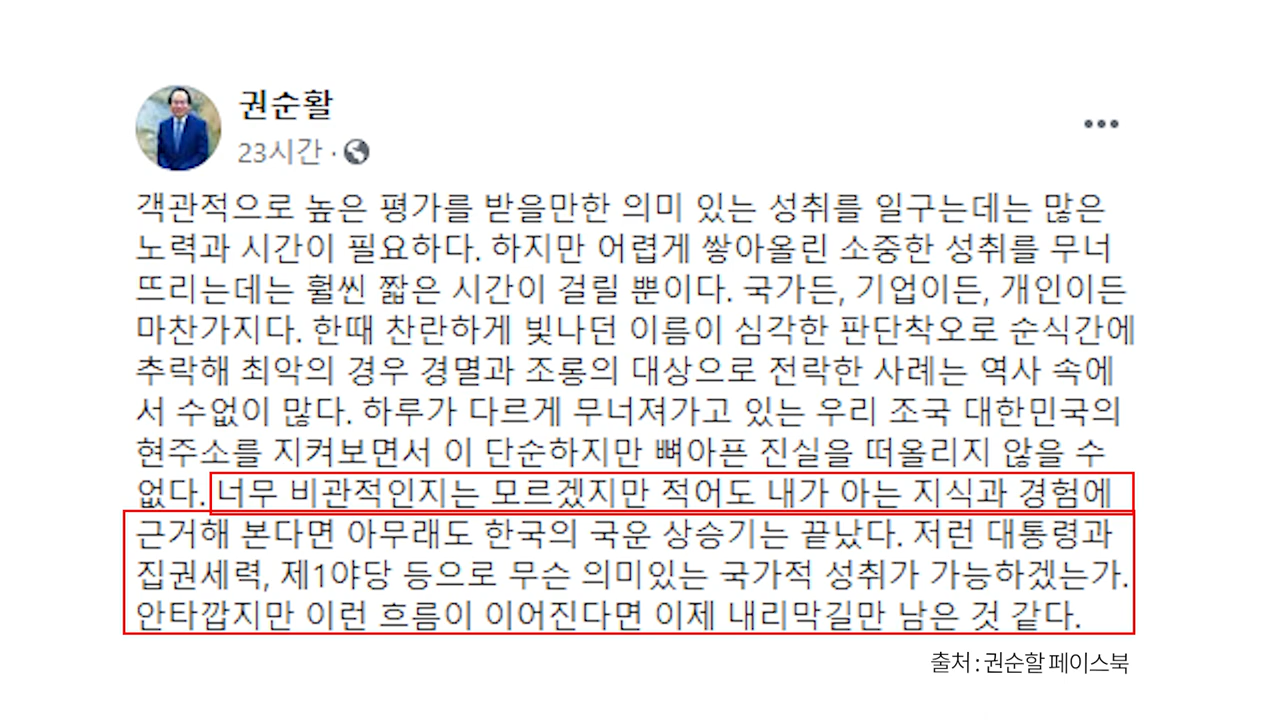 권순활
23시간 ·
객관적으로 높은 평가를 받을만한 의미 있는 성취를 일구는데는 많은
노력과 시간이 필요하다. 하지만 어렵게 쌓아올린 소중한 성취를 무너
뜨리는데는 훨씬 짧은 시간이 걸릴 뿐이다. 국가든, 기업이든, 개인이든
마찬가지다. 한때 찬란하게 빛나던 이름이 심각한 판단착오로 순식간에
추락해 최악의 경우 경멸과 조롱의 대상으로 전락한 사례는 역사 속에
서 수없이 많다. 하루가 다르게 무너져가고 있는 우리 조국 대한민국의
현주소를 지켜보면서 이 단순하지만 뼈아픈 진실을 떠올리지 않을 수
없다. 너무 비관적인지는 모르겠지만 적어도 내가 아는 지식과 경험에
근거해 본다면 아무래도 한국의 국운 상승기는 끝났다. 저런 대통령과
집권세력, 제1야당 등으로 무슨 의미있는 국가적 성취가 가능하겠는가.
안타깝지만 이런 흐름이 이어진다면 이제 내리막길만 남은 것 같다.
출처 : 권순할 페이스북